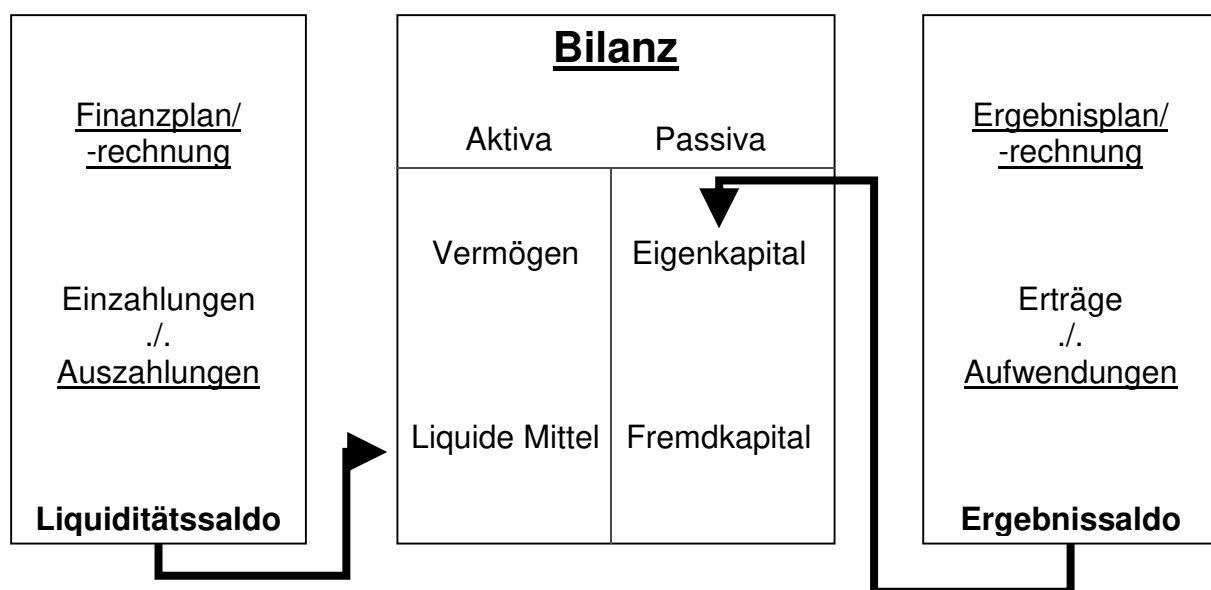 Finanzplan/
-rechnung
Einzahlungen
./.
Auszahlungen
Liquiditätssaldo
Bilanz
Aktiva Passiva
Vermögen Eigenkapital
Liquide Mittel Fremdkapital
Ergebnisplan/
-rechnung
Erträge
./.
Aufwendungen
Ergebnissaldo